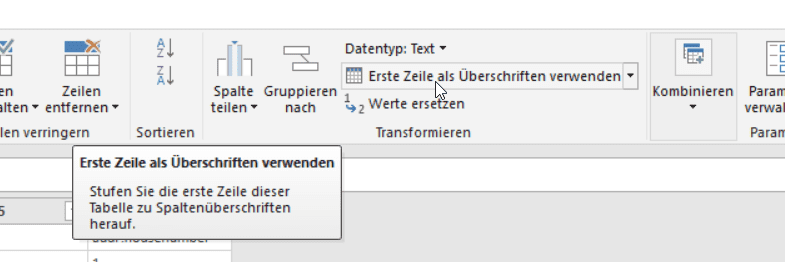 Datentyp: Text
Erste Zeile als Überschriften verwenden
1
2 Werte ersetzen
Zeilen
entfernen
A
Z
Z
A
Spalte
teilen
Gruppieren
nach
Kombinieren
Sortieren
Transformieren
len verringern
Param
verwal
Param
en
alten
Erste Zeile als Überschriften verwenden
Stufen Sie die erste Zeile dieser
Tabelle zu Spaltenüberschriften
herauf.
5
1